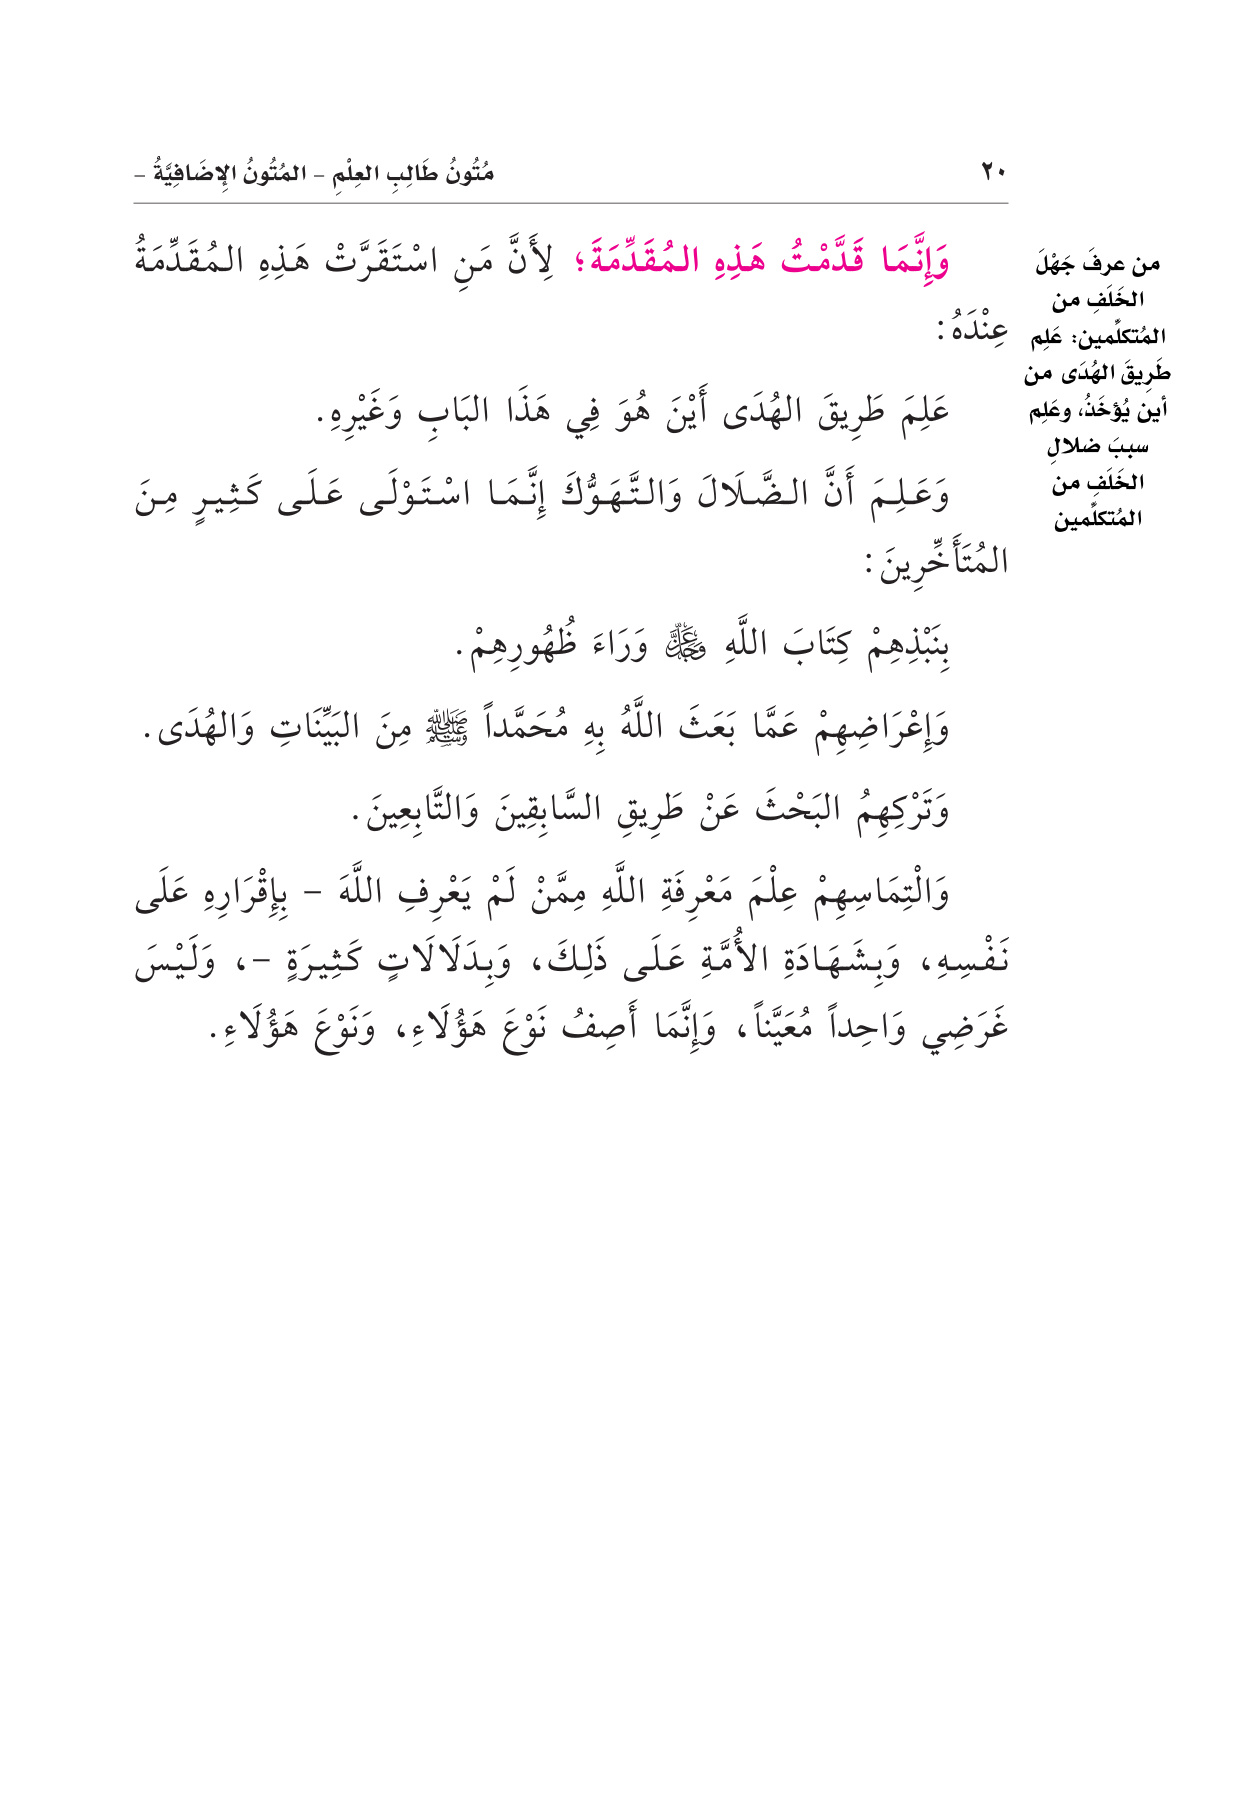 ٢٠
مُتُونُ طَالِبِ العِلْمِ – المُتُونُ الإِضَافِيَّةُ –
وَإِنَّمَا قَدَّمْتُ هَذِهِ المُقَدِّمَةَ؛ لِأَنَّ مَنِ اسْتَقَرَّتْ هَذِهِ المُقَدِّمَةُ
عِنْدَهُ:
عَلِمَ طَرِيقَ الهُدَى أَيْنَ هُوَ فِي هَذَا البَابِ وَغَيْرِهِ.
وَعَلِمَ أَنَّ الضَّلَالَ وَالتَّهَوُّكَ إِنَّمَا اسْتَوْلَى عَلَى كَثِيرٍ مِنَ
المُتَأَخِّرِينَ:
بِنَبْذِهِمْ كِتَابَ اللَّهِ عَزَّ وَجَلَّ وَرَاءَ ظُهُورِهِمْ.
وَإِعْرَاضِهِمْ عَمَّا بَعَثَ اللَّهُ بِهِ مُحَمَّداً ﷺ مِنَ البَيِّنَاتِ وَالهُدَى.
وَتَرْكِهِمُ البَحْثَ عَنْ طَرِيقِ السَّابِقِينَ وَالتَّابِعِينَ.
وَالْتِمَاسِهِمْ عِلْمَ مَعْرِفَةِ اللَّهِ مِمَّنْ لَمْ يَعْرِفِ اللَّهَ – بِإِقْرَارِهِ عَلَى
نَفْسِهِ، وَبِشَهَادَةِ الأُمَّةِ عَلَى ذَلِكَ، وَبِدَلَالَاتٍ كَثِيرَةٍ –، وَلَيْسَ
غَرَضِي وَاحِداً مُعَيَّناً، وَإِنَّمَا أَصِفُ نَوْعَ هَؤُلَاءِ، وَنَوْعَ هَؤُلَاءِ.
من عرفَ جَهْلَ
الخَلَفِ من
المُتكلِّمين: عَلِم
طَرِيقَ الهُدَى من
أين يُؤخَذُ، وعَلِم
سببَ ضلالِ
الخَلَفِ من
المُتكلِّمين